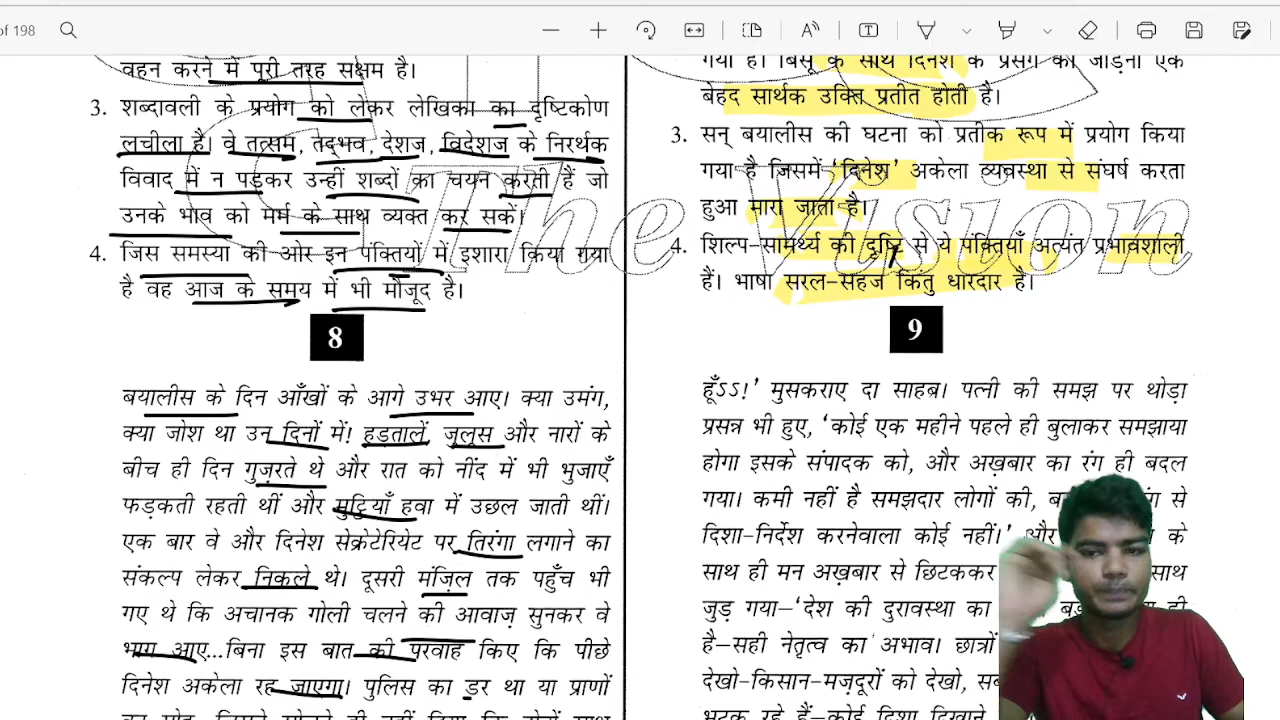 of 198
वहन करने में पूरी तरह सक्षम है।
3. शब्दावली के प्रयोग को लेकर लेखिका का दृष्टिकोण
लचीला है। वे तत्सम, तद्भव, देशज, विदेशज के निरर्थक
विवाद में न पड़कर उन्हीं शब्दों का चयन करती हैं जो
उनके भाव को मर्म के साथ व्यक्त कर सकें।
4. जिस समस्या की ओर इन पंक्तियों में इशारा किया गया
है वह आज के समय में भी मौजूद है।
8
बयालीस के दिन आँखों के आगे उभर आए। क्या उमंग,
क्या जोश था उन दिनों में! हड़तालें, जुलूस और नारों के
बीच ही दिन गुज़रते थे और रात को नींद में भी भुजाएँ
फड़कती रहती थीं और मुट्ठियाँ हवा में उछल जाती थीं।
एक बार वे और दिनेश सेक्रेटेरियेट पर तिरंगा लगाने का
संकल्प लेकर निकले थे। दूसरी मंज़िल तक पहुँच भी
गए थे कि अचानक गोली चलने की आवाज़ सुनकर वे
भाग आए...बिना इस बात की परवाह किए कि पीछे
दिनेश अकेला रह जाएगा। पुलिस का डर था या प्राणों
गया है। बिसू के साथ दिनेश के प्रसंग को जोड़ना एक
बेहद सार्थक उक्ति प्रतीत होती है।
3. सन् बयालीस की घटना को प्रतीक रूप में प्रयोग किया
गया है जिसमें ‘दिनेश’ अकेला व्यवस्था से संघर्ष करता
हुआ मारा जाता है।
4. शिल्प-सामर्थ्य की दृष्टि से ये पंक्तियाँ अत्यंत प्रभावशाली
हैं। भाषा सरल-सहज किंतु धारदार है।
9
हूँऽऽ!’ मुसकराए दा साहब। पत्नी की समझ पर थोड़ा
प्रसन्न भी हुए, ‘कोई एक महीने पहले ही बुलाकर समझाया
होगा इसके संपादक को, और अख़बार का रंग ही बदल
गया। कमी नहीं है समझदार लोगों की, से
दिशा-निर्देश करनेवाला कोई नहीं।’ और के
साथ ही मन अख़बार से छिटककर साथ
जुड़ गया–‘देश की दुरावस्था का ही
है–सही नेतृत्व का अभाव। छात्रों
देखो-किसान-मज़दूरों को देखो,
भटक रहे हैं–कोई दिशा दिखाने
The Vision